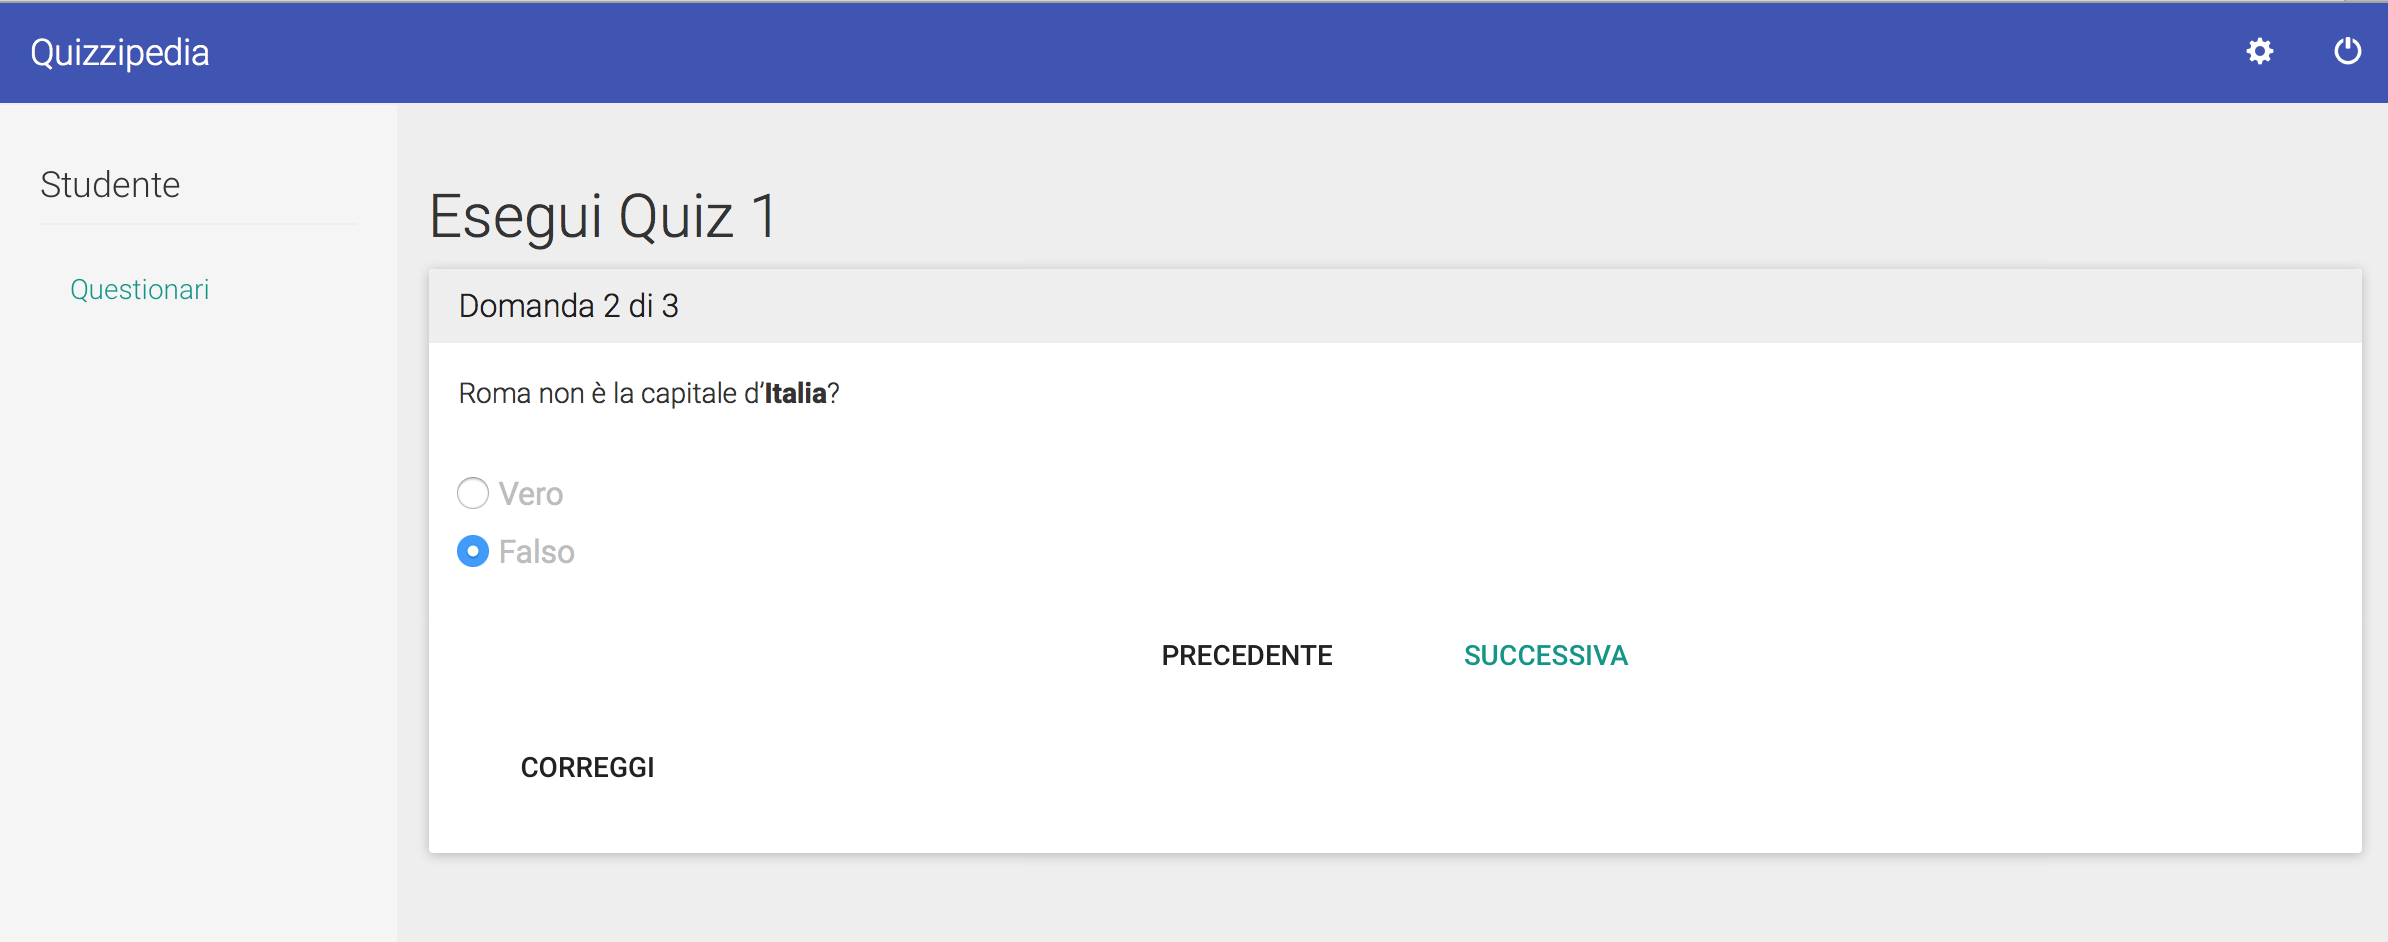 Quizzipedia
Studente
Questionari
Esegui Quiz 1
Domanda 2 di 3
Roma non è la capitale d'Italia?
Vero
Falso
PRECEDENTE
SUCCESSIVA
CORREGGI